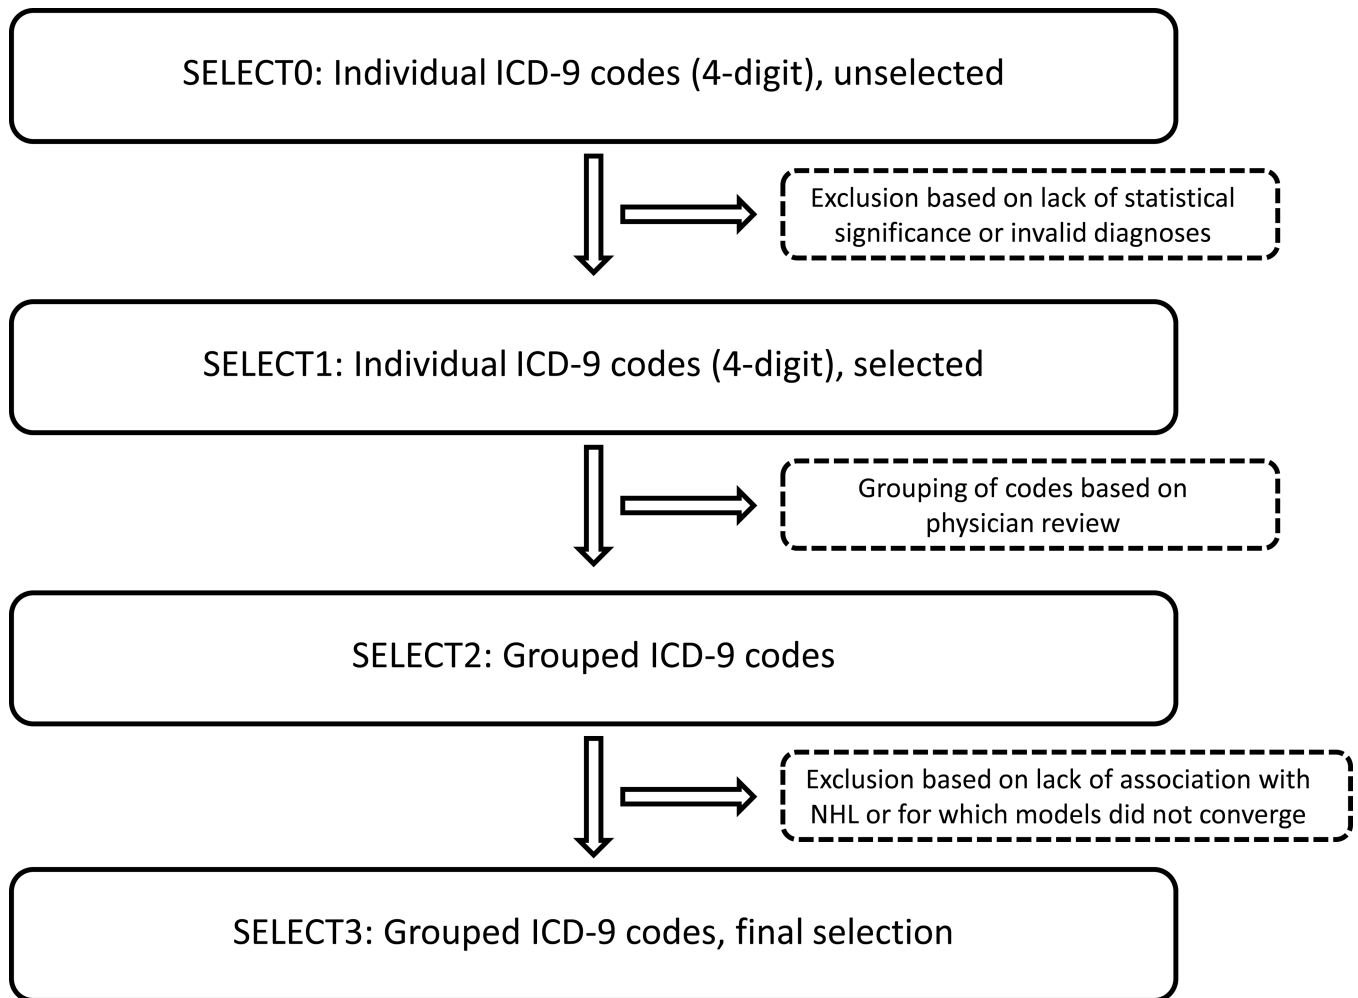 SELECT0: Individual ICD-9 codes (4-digit), unselected
Exclusion based on lack of statistical
significance or invalid diagnoses
SELECT1: Individual ICD-9 codes (4-digit), selected
Grouping of codes based on
physician review
SELECT2: Grouped ICD-9 codes
Exclusion based on lack of association with
NHL or for which models did not converge
SELECT3: Grouped ICD-9 codes, final selection